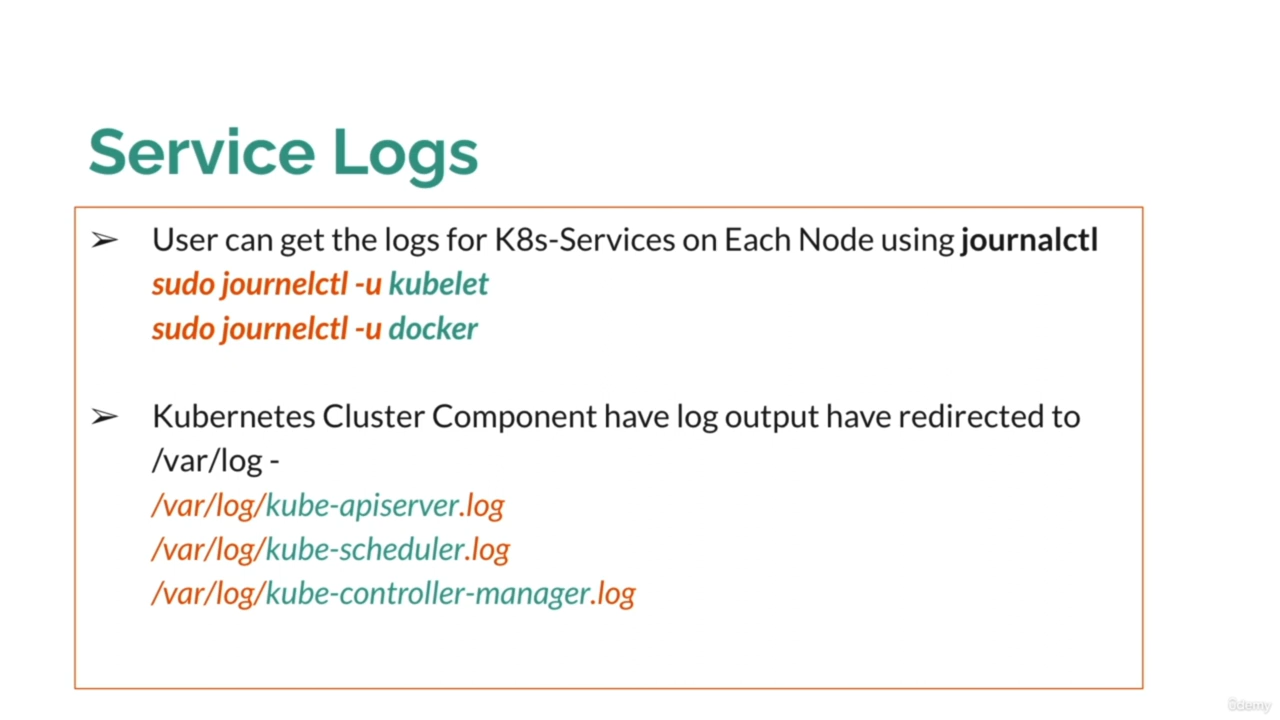 Service Logs
➢ User can get the logs for K8s-Services on Each Node using journalctl
sudo journelctl -u kubelet
sudo journelctl -u docker
➢ Kubernetes Cluster Component have log output have redirected to
/var/log -
/var/log/kube-apiserver.log
/var/log/kube-scheduler.log
/var/log/kube-controller-manager.log
ûdemy